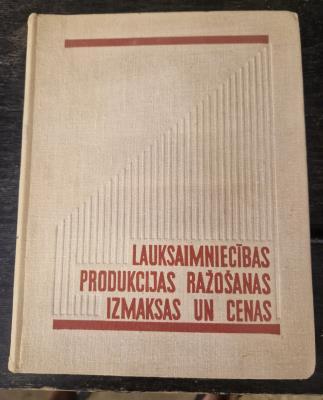 LAUKSAIMNIECĪBAS
PRODUKCIJAS RAŽOŠANAS
IZMAKSAS UN CENAS